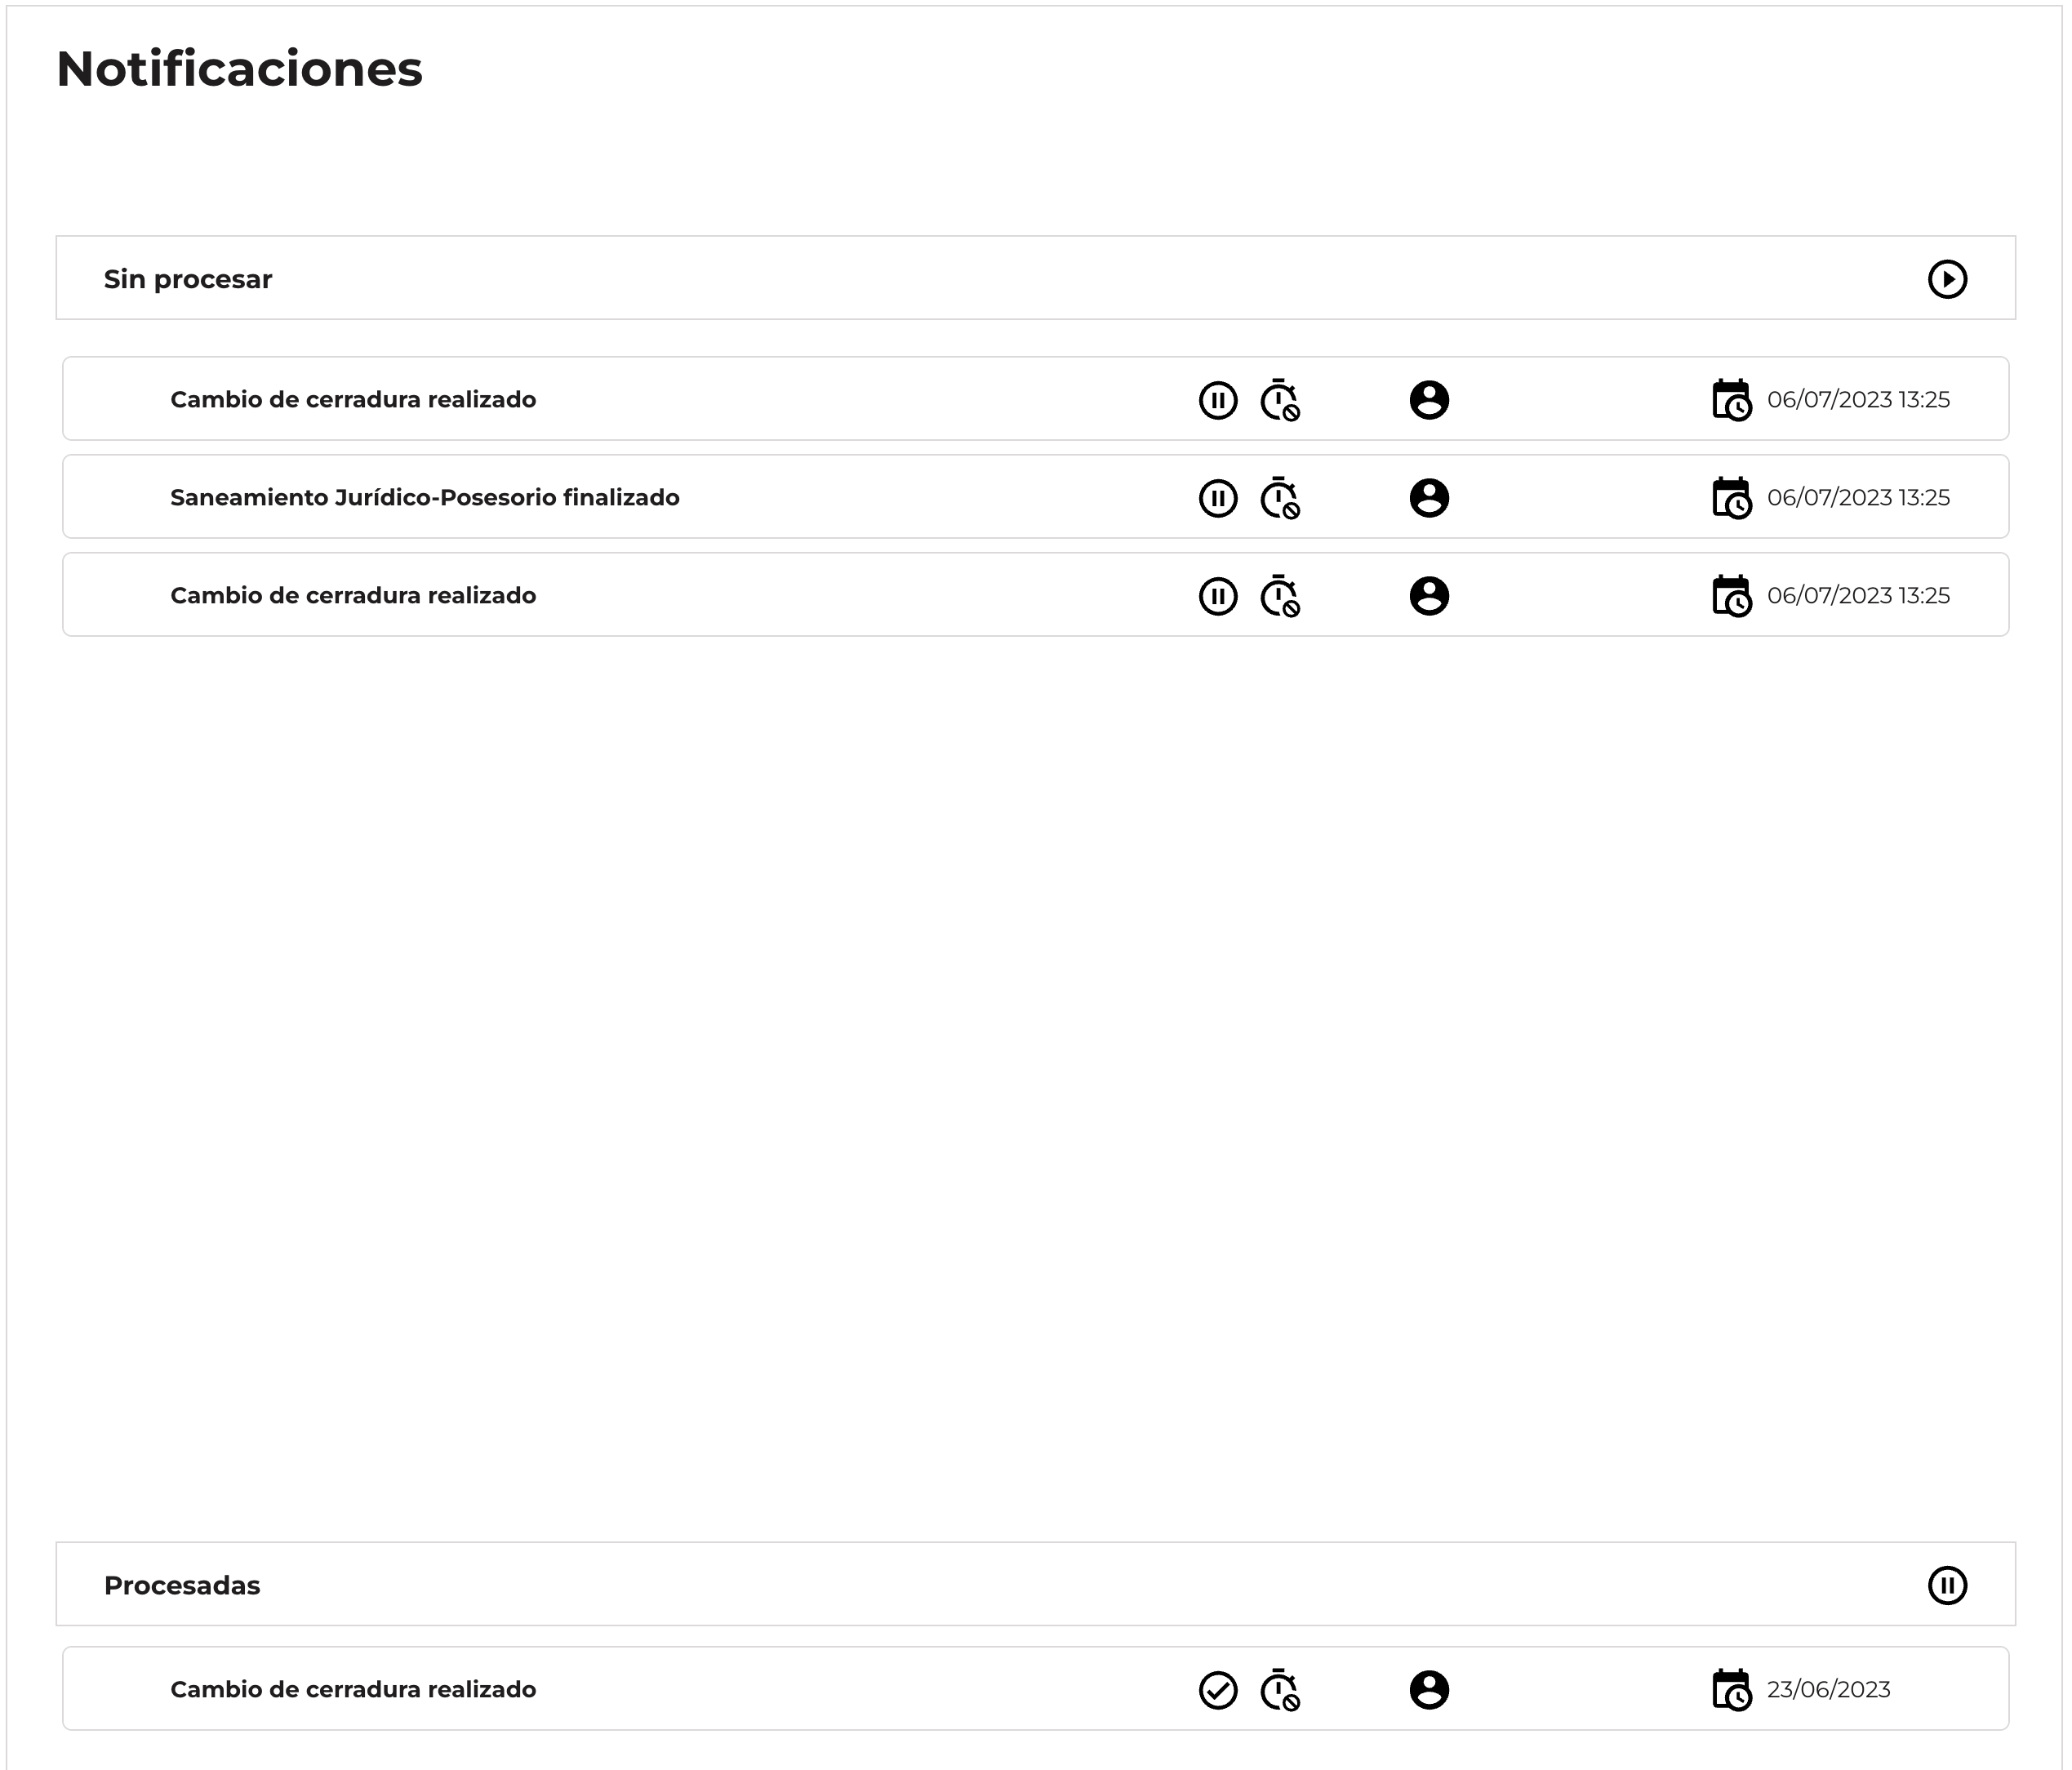 Notificaciones
Sin procesar
Cambio de cerradura realizado 06/07/2023 13:25
Saneamiento Jurídico-Posesorio finalizado 06/07/2023 13:25
Cambio de cerradura realizado 06/07/2023 13:25
Procesadas
Cambio de cerradura realizado 23/06/2023